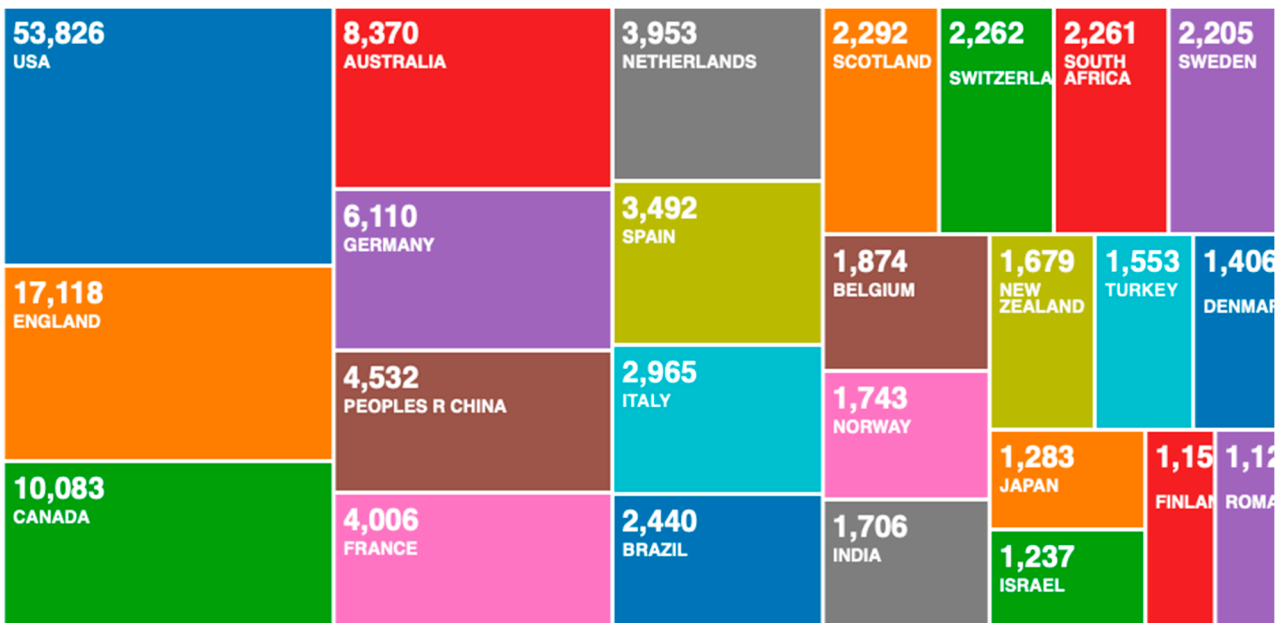 53,826
USA
17,118
ENGLAND
10,083
CANADA
8,370
AUSTRALIA
6,110
GERMANY
4,532
PEOPLES R CHINA
4,006
FRANCE
3,953
NETHERLANDS
3,492
SPAIN
2,965
ITALY
2,440
BRAZIL
2,292
SCOTLAND
2,262
SWITZERLA
2,261
SOUTH
AFRICA
2,205
SWEDEN
1,874
BELGIUM
1,743
NORWAY
1,706
INDIA
1,679
NEW
ZEALAND
1,553
TURKEY
1,406
DENMAR
1,283
JAPAN
1,237
ISRAEL
1,15
FINLAN
1,12
ROMA